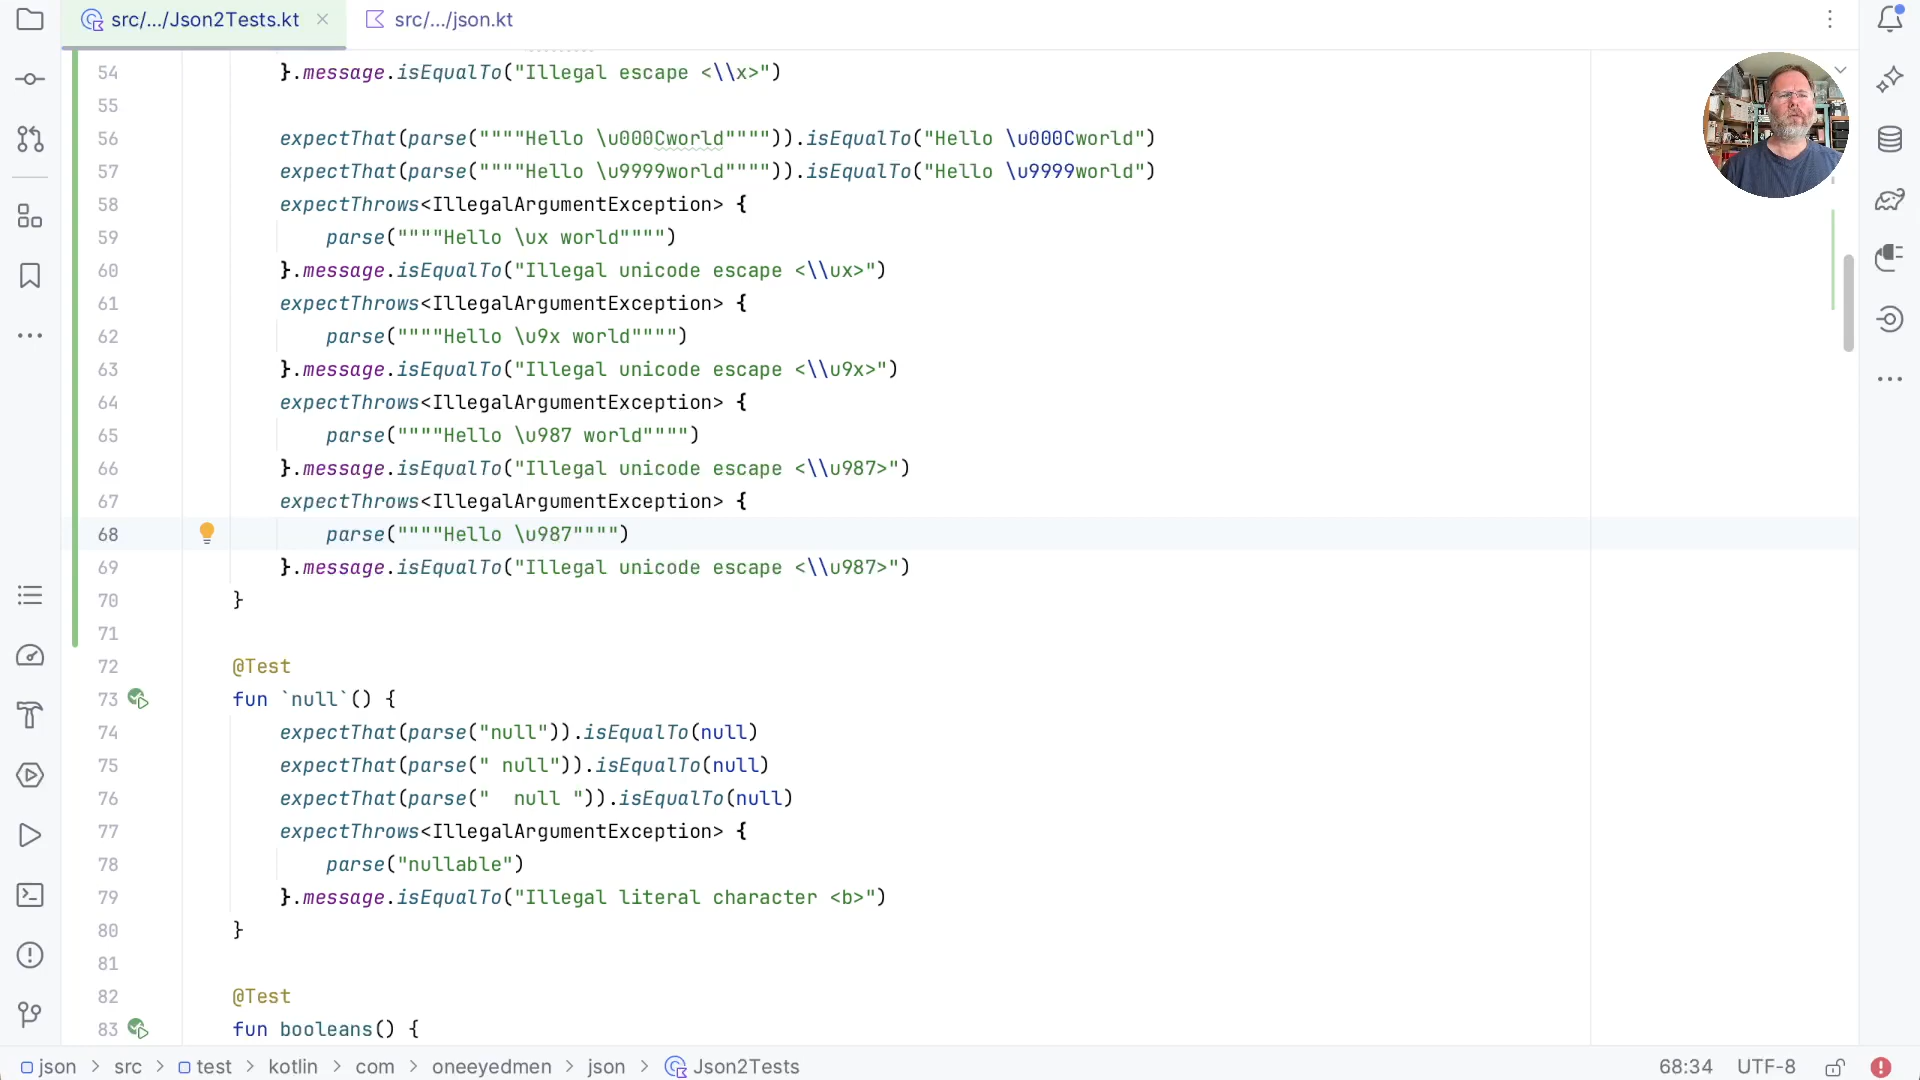 src/.../Json2Tests.kt
src/.../json.kt
54 }.message.isEqualTo("Illegal escape <\\x>")
55
56 expectThat(parse(""""Hello \u000Cworld"""")).isEqualTo("Hello \u000Cworld")
57 expectThat(parse(""""Hello \u9999world"""")).isEqualTo("Hello \u9999world")
58 expectThrows<IllegalArgumentException> {
59 parse(""""Hello \ux world"""")
60 }.message.isEqualTo("Illegal unicode escape <\\ux>")
61 expectThrows<IllegalArgumentException> {
62 parse(""""Hello \u9x world"""")
63 }.message.isEqualTo("Illegal unicode escape <\\u9x>")
64 expectThrows<IllegalArgumentException> {
65 parse(""""Hello \u987 world"""")
66 }.message.isEqualTo("Illegal unicode escape <\\u987>")
67 expectThrows<IllegalArgumentException> {
68 parse(""""Hello \u987"""")
69 }.message.isEqualTo("Illegal unicode escape <\\u987>")
70 }
71
72 @Test
73 fun `null`() {
74 expectThat(parse("null")).isEqualTo(null)
75 expectThat(parse(" null")).isEqualTo(null)
76 expectThat(parse("  null ")).isEqualTo(null)
77 expectThrows<IllegalArgumentException> {
78 parse("nullable")
79 }.message.isEqualTo("Illegal literal character <b>")
80 }
81
82 @Test
83 fun booleans() {
json > src > test > kotlin > com > oneeyedmen > json > Json2Tests
68:34 UTF-8